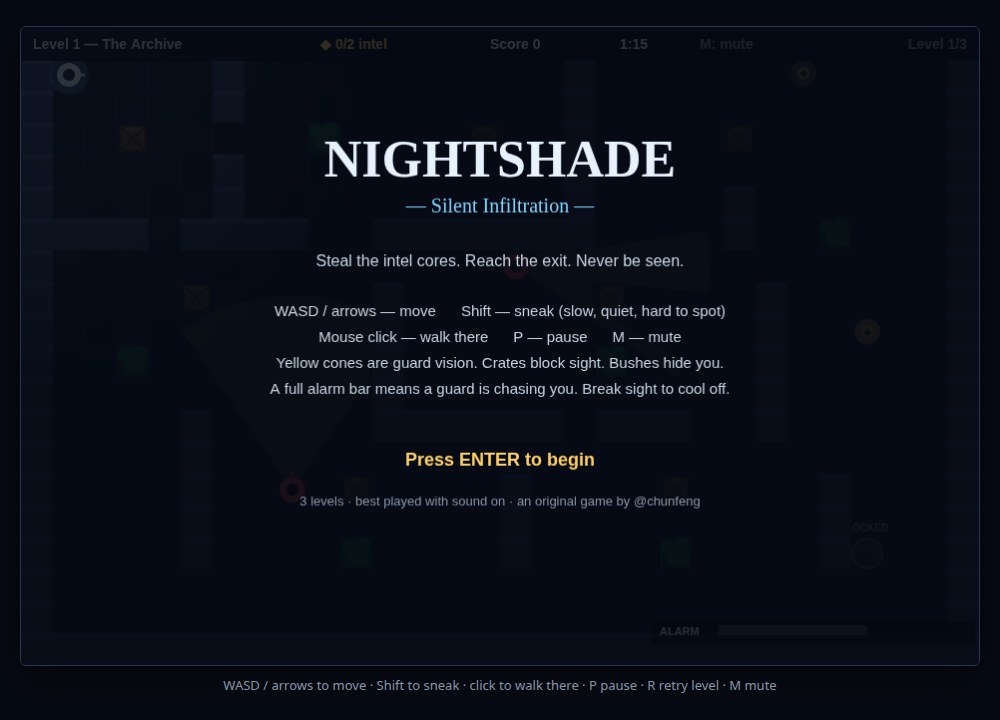 Level 1 — The Archive ◆ 0/2 intel Score 0 1:15 M: mute Level 1/3
NIGHTSHADE
— Silent Infiltration —
Steal the intel cores. Reach the exit. Never be seen.
WASD / arrows — move Shift — sneak (slow, quiet, hard to spot)
Mouse click — walk there P — pause M — mute
Yellow cones are guard vision. Crates block sight. Bushes hide you.
A full alarm bar means a guard is chasing you. Break sight to cool off.
Press ENTER to begin
3 levels · best played with sound on · an original game by @chunfeng
OCKED
ALARM
WASD / arrows to move · Shift to sneak · click to walk there · P pause · R retry level · M mute